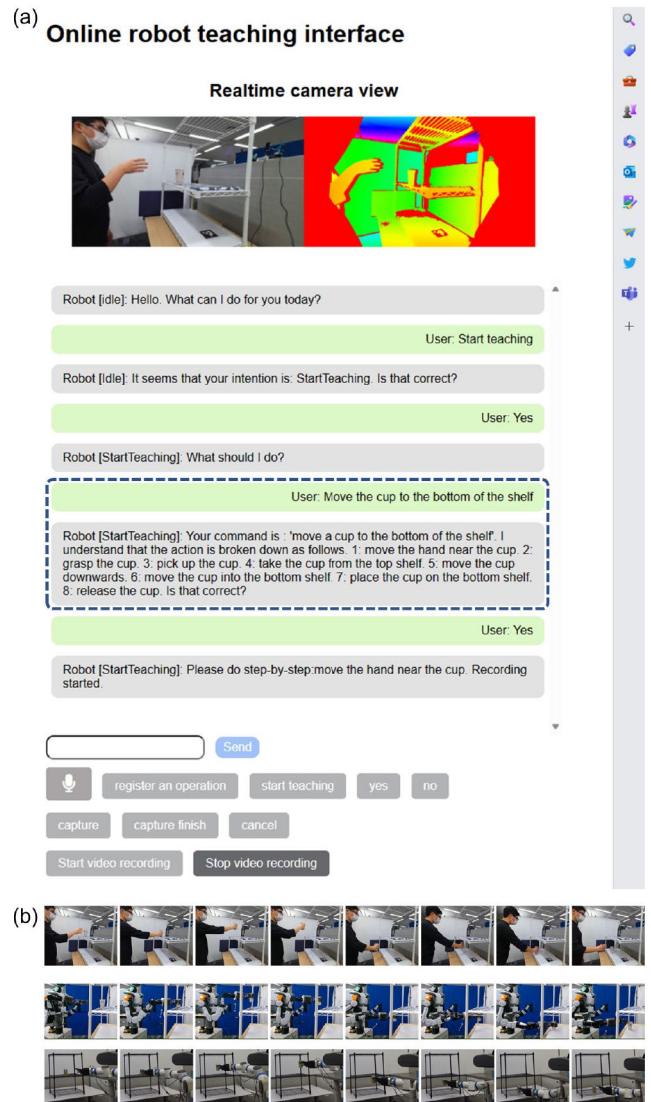 (a)
Online robot teaching interface
Realtime camera view
Robot [idle]: Hello. What can I do for you today?
User: Start teaching
Robot [Idle]: It seems that your intention is: StartTeaching. Is that correct?
User: Yes
Robot [StartTeaching]: What should I do?
User: Move the cup to the bottom of the shelf
Robot [StartTeaching]: Your command is : 'move a cup to the bottom of the shelf'. I
understand that the action is broken down as follows. 1: move the hand near the cup. 2:
grasp the cup. 3: pick up the cup. 4: take the cup from the top shelf. 5: move the cup
downwards. 6: move the cup into the bottom shelf. 7: place the cup on the bottom shelf.
8: release the cup. Is that correct?
User: Yes
Robot [StartTeaching]: Please do step-by-step:move the hand near the cup. Recording
started.
Send
register an operation start teaching yes no
capture capture finish cancel
Start video recording Stop video recording
(b)